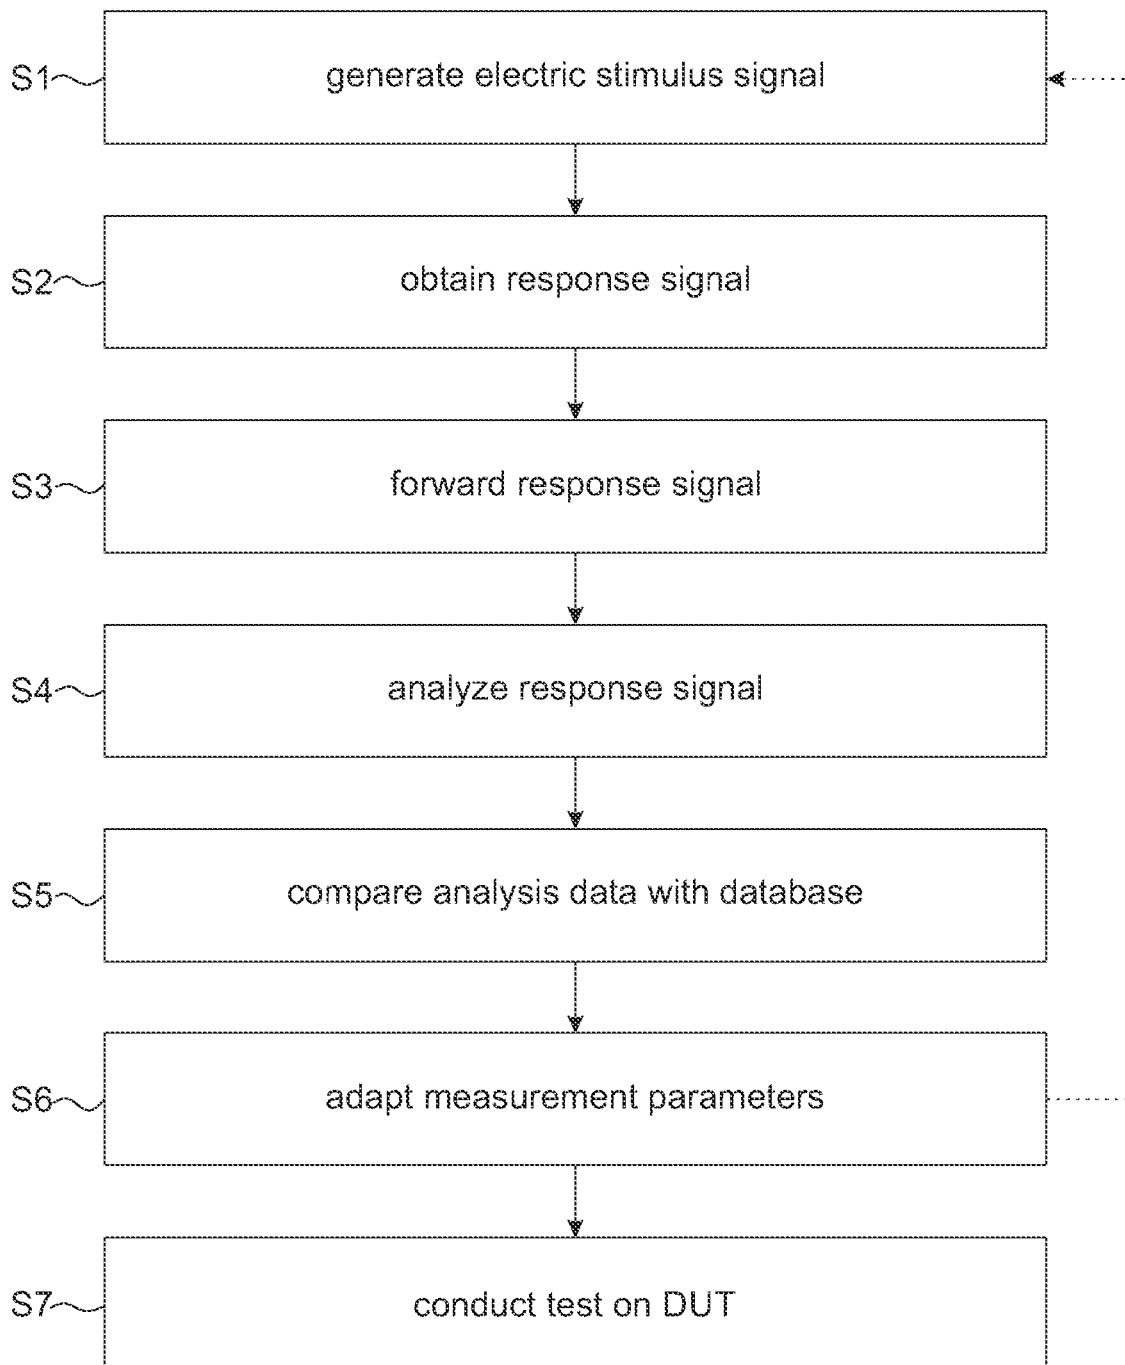 S1 generate electric stimulus signal
S2 obtain response signal
S3 forward response signal
S4 analyze response signal
S5 compare analysis data with database
S6 adapt measurement parameters
S7 conduct test on DUT